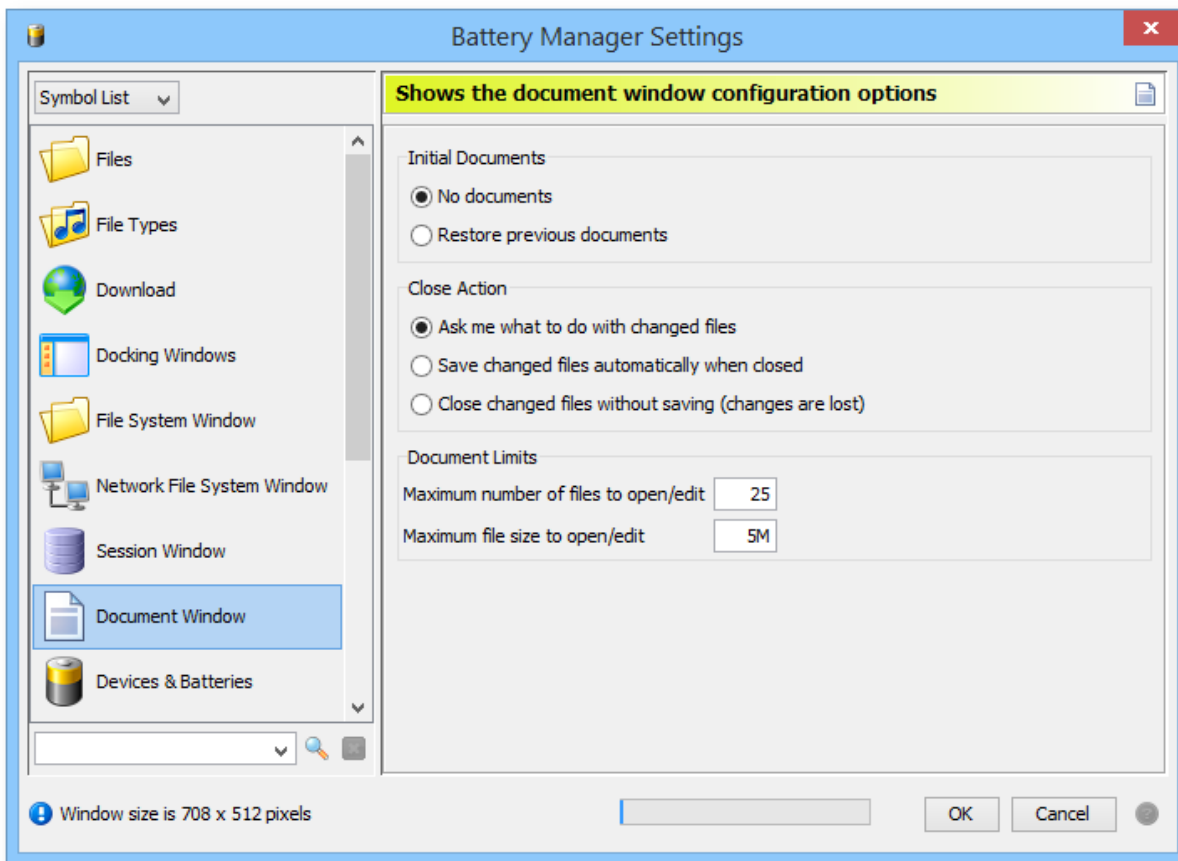 Battery Manager Settings
x
Symbol List
Files
File Types
Download
Docking Windows
File System Window
Network File System Window
Session Window
Document Window
Devices & Batteries
Shows the document window configuration options
Initial Documents
No documents
Restore previous documents
Close Action
Ask me what to do with changed files
Save changed files automatically when closed
Close changed files without saving (changes are lost)
Document Limits
Maximum number of files to open/edit 25
Maximum file size to open/edit 5M
Window size is 708 x 512 pixels
OK
Cancel